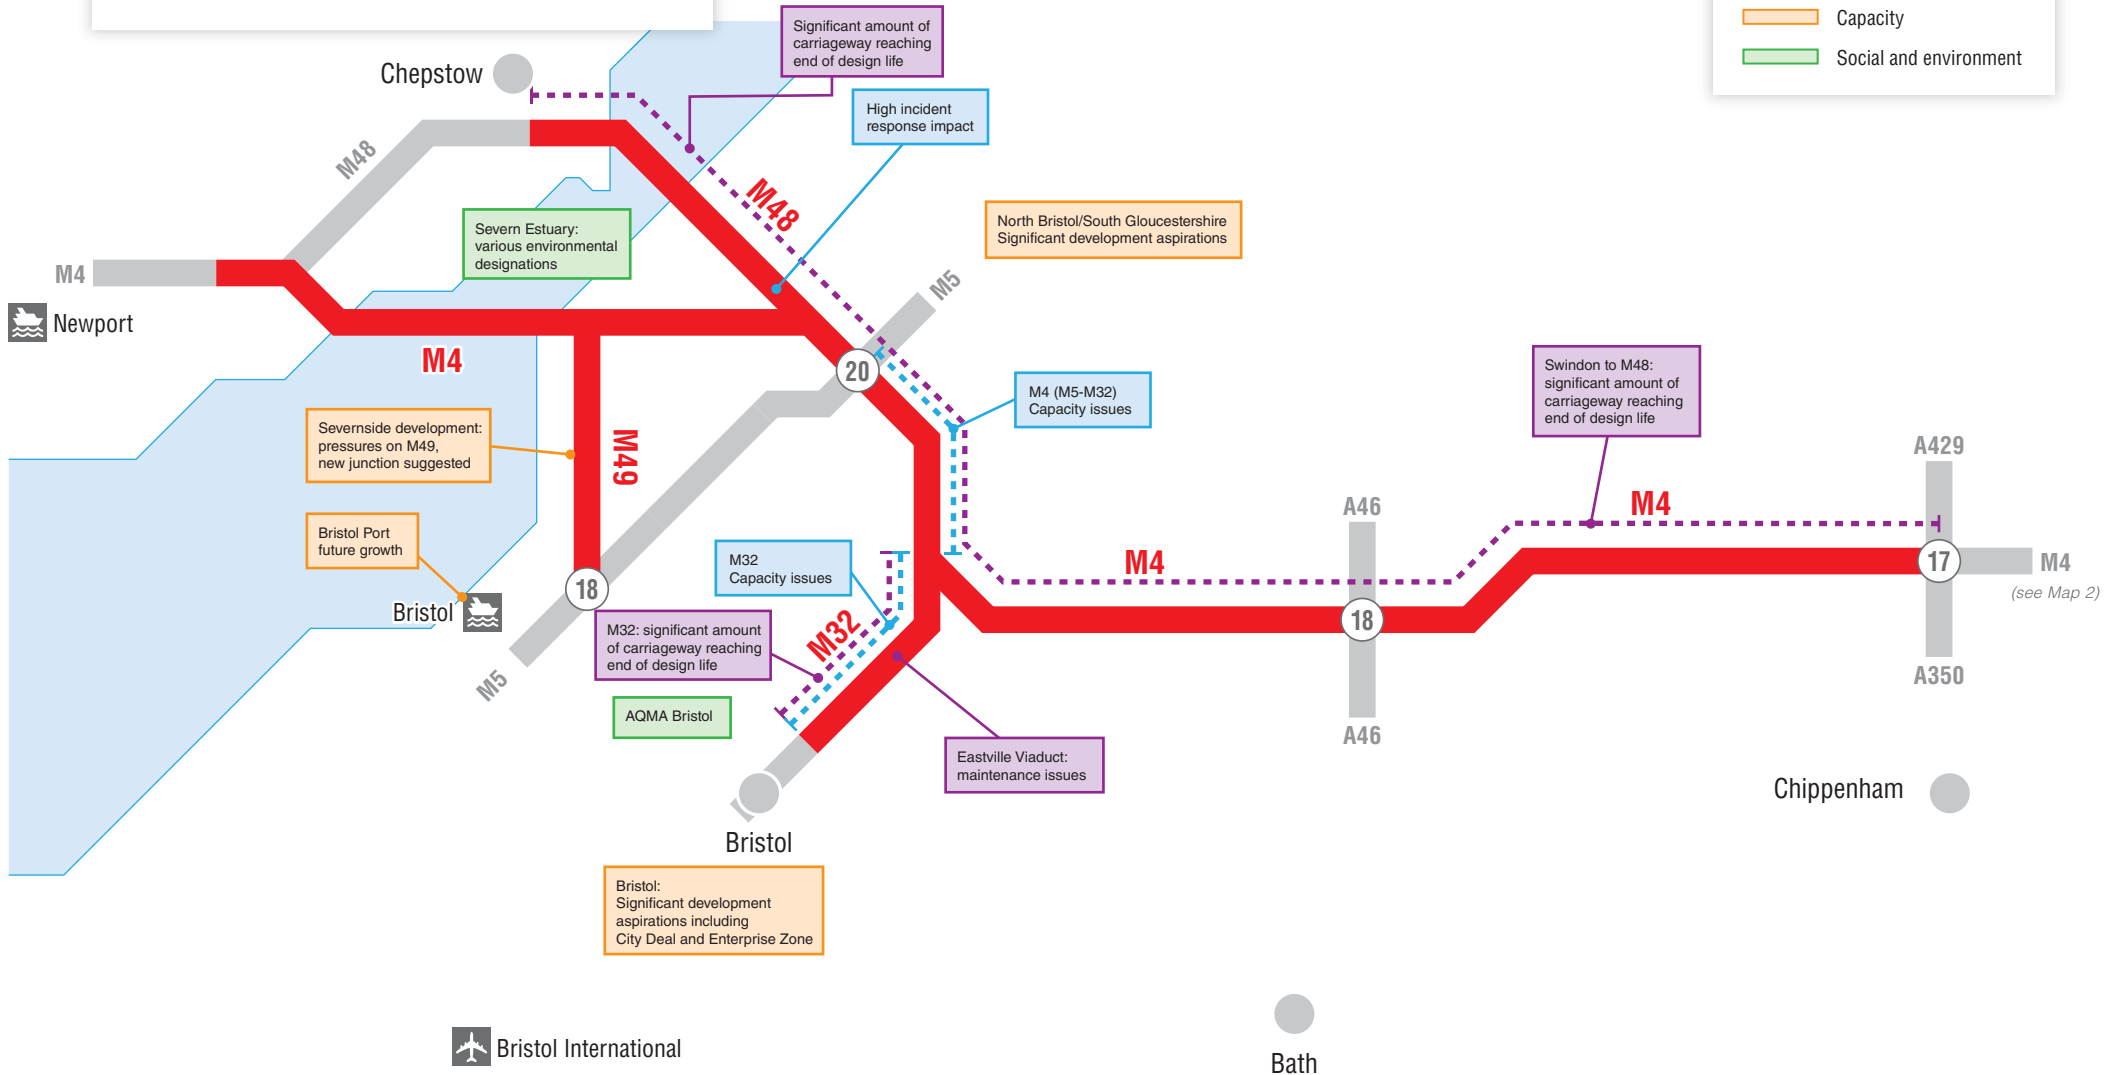 Capacity
Social and environment
Significant amount of
carriageway reaching
end of design life
Chepstow
High incident
response impact
M48
M48
North Bristol/South Gloucestershire
Significant development aspirations
Severn Estuary:
various environmental
designations
M4
M5
Newport
M4
20
M4 (M5-M32)
Capacity issues
Swindon to M48:
significant amount of
carriageway reaching
end of design life
Severnside development:
pressures on M49,
new junction suggested
M49
A429
A46
M4
Bristol Port
future growth
M32
Capacity issues
M4
17
M4
(see Map 2)
18
Bristol
M32: significant amount
of carriageway reaching
end of design life
M32
18
M5
A350
AQMA Bristol
A46
Eastville Viaduct:
maintenance issues
Chippenham
Bristol
Bristol:
Significant development
aspirations including
City Deal and Enterprise Zone
Bristol International
Bath